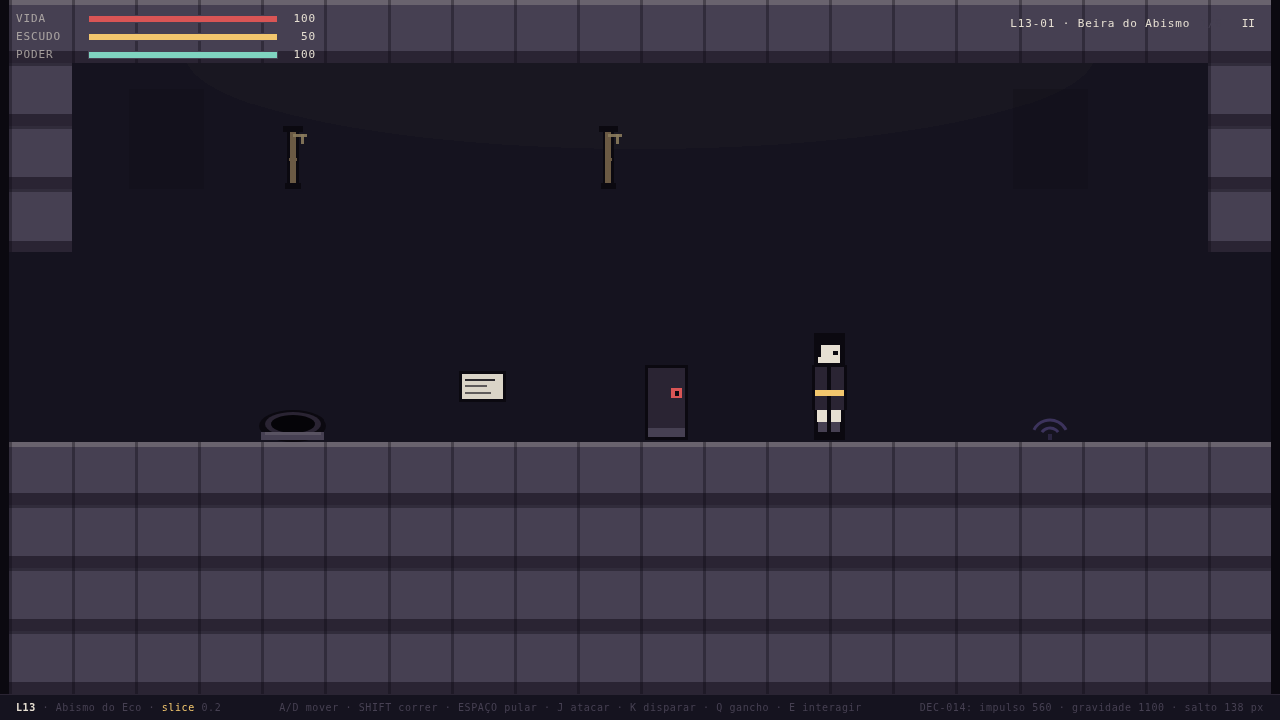 VIDA 100
ESCUDO 50
PODER 100
L13-01 · Beira do Abismo II
L13 · Abismo do Eco · slice 0.2
A/D mover · SHIFT correr · ESPAÇO pular · J atacar · K disparar · Q gancho · E interagir
DEC-014: impulso 560 · gravidade 1100 · salto 138 px